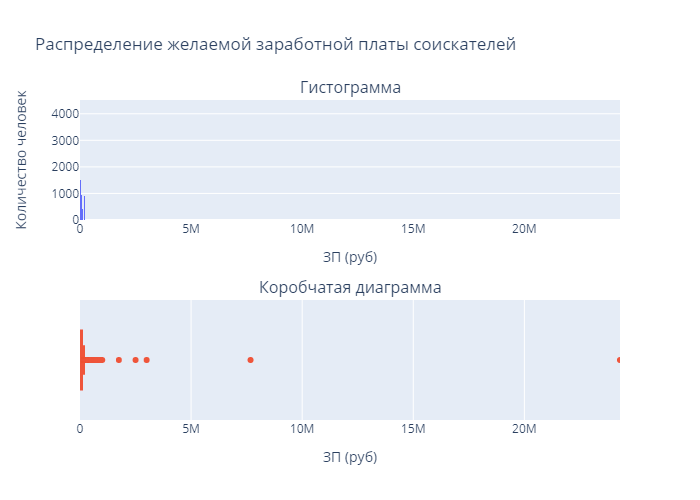 Распределение желаемой заработной платы соискателей
Гистограмма
Количество человек
4000
3000
2000
1000
0
0 5M 10M 15M 20M
ЗП (руб)
Коробчатая диаграмма
0 5M 10M 15M 20M
ЗП (руб)